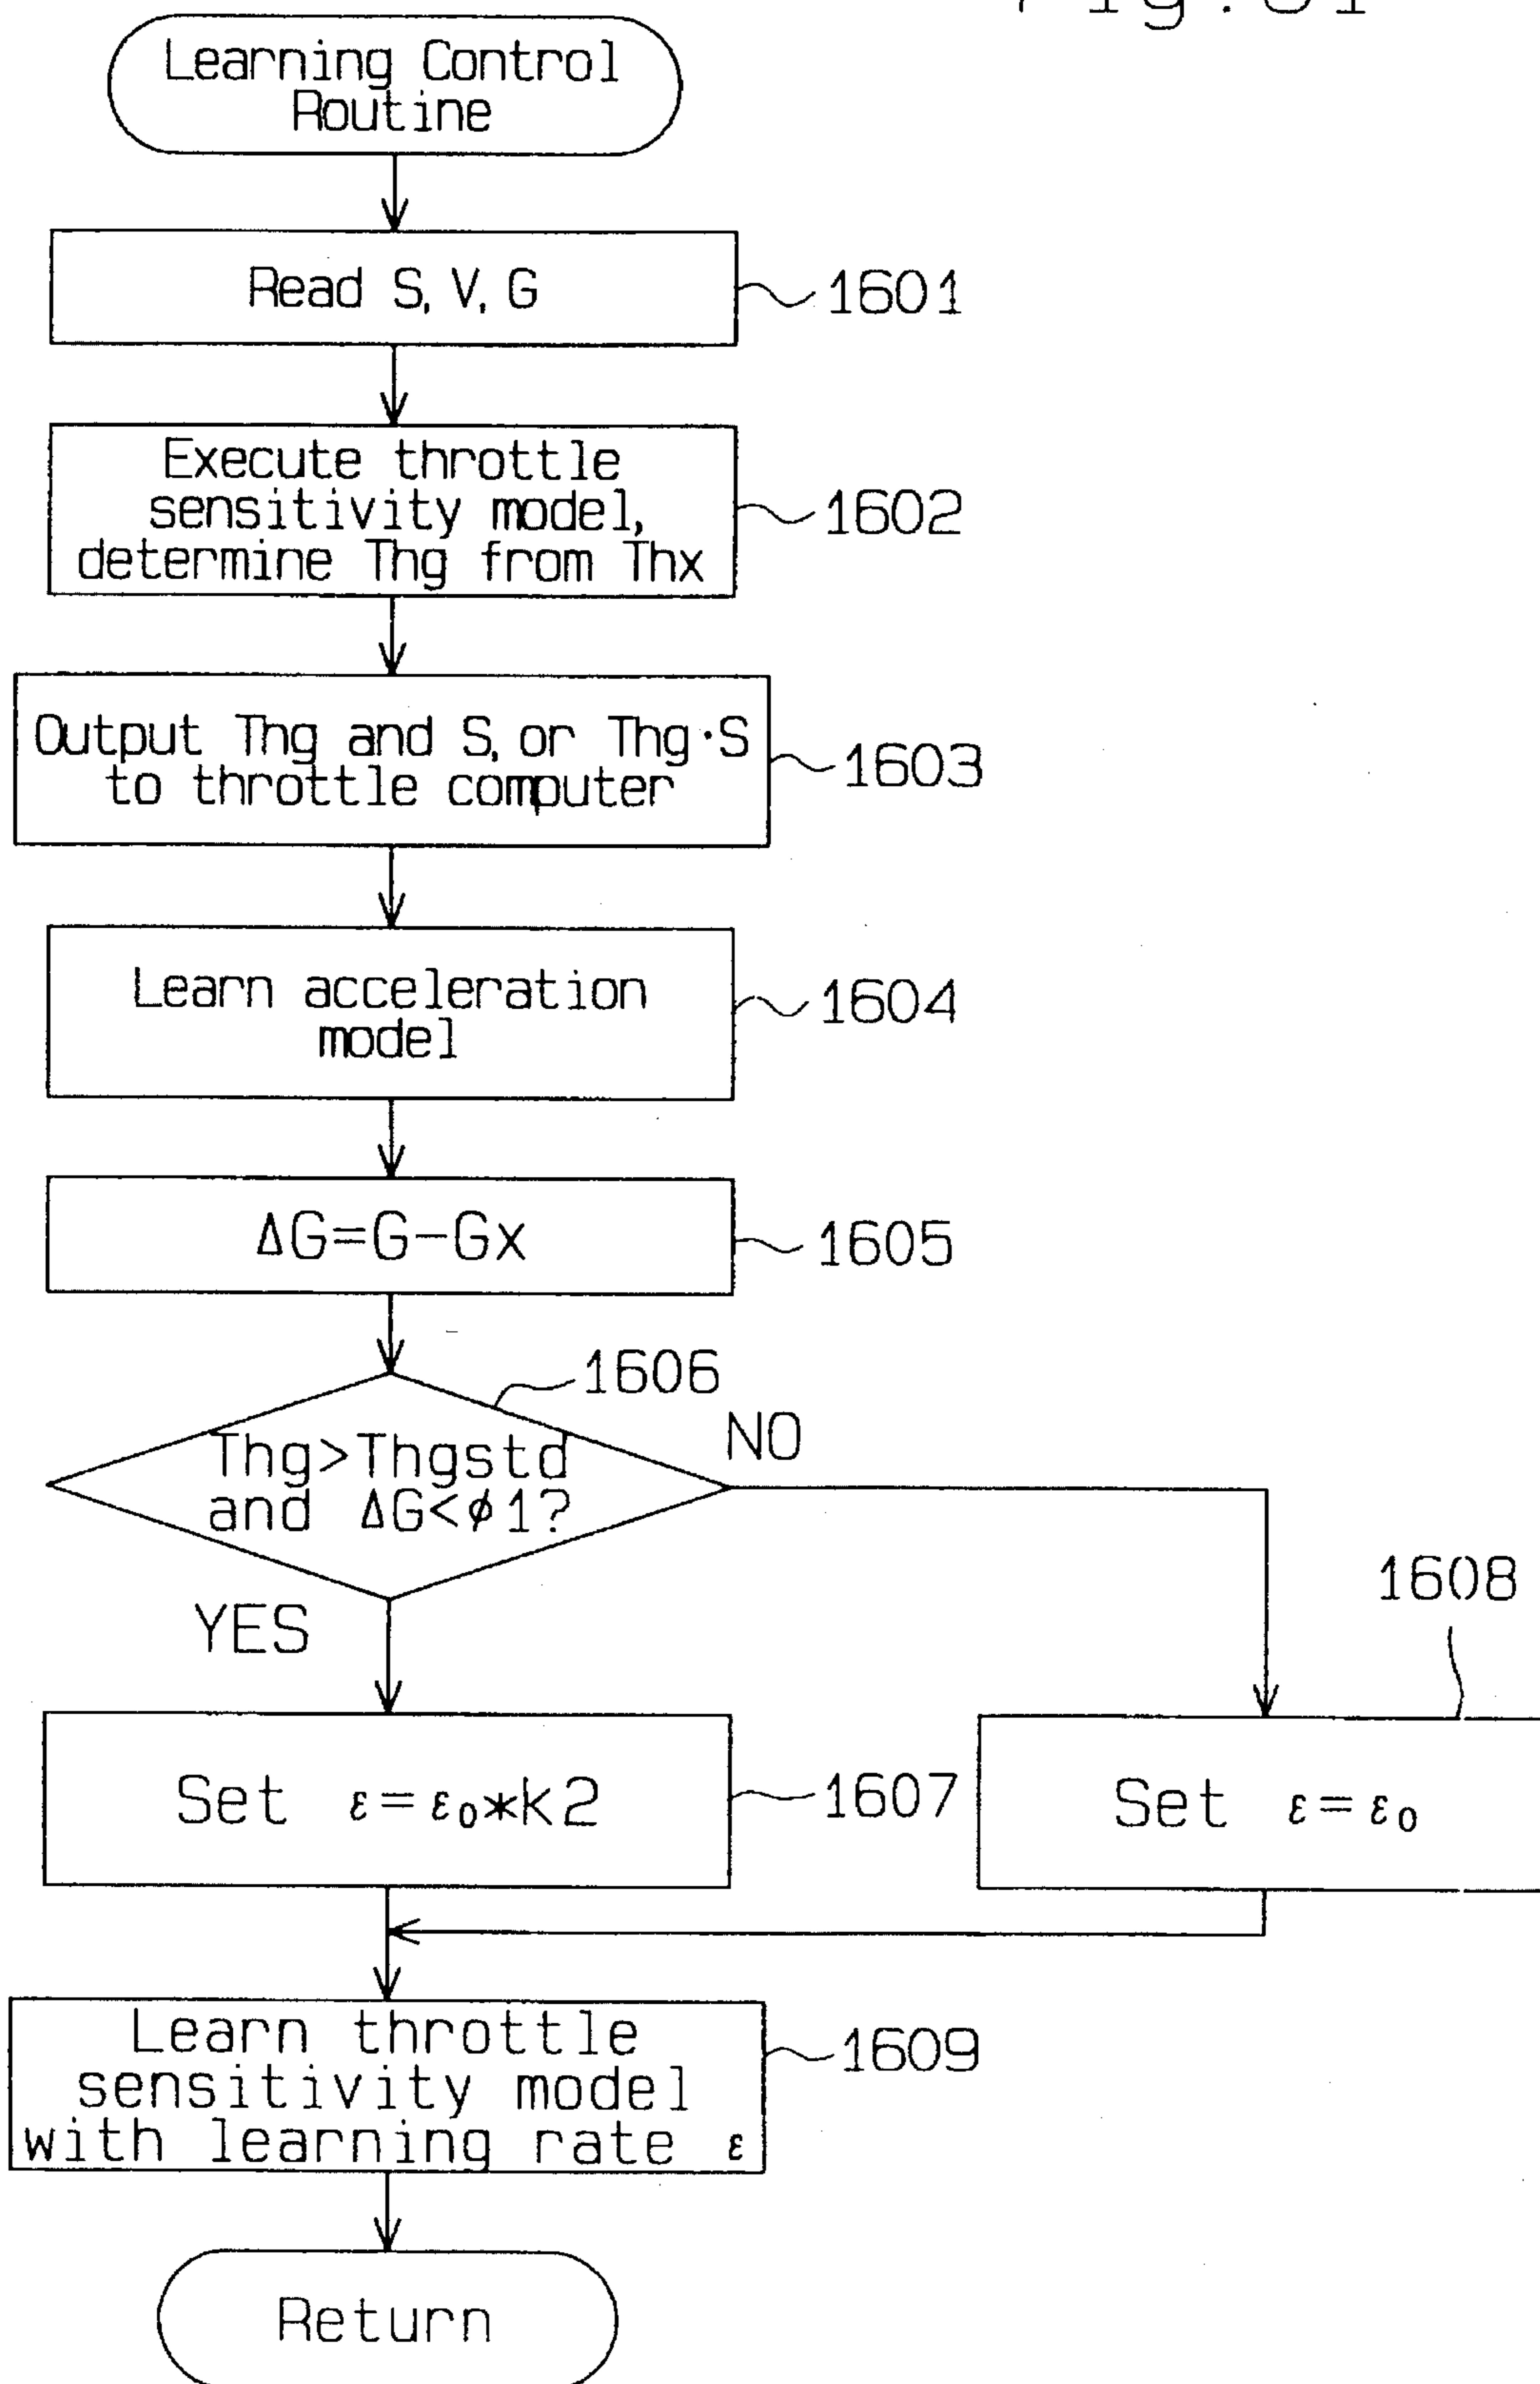 Learning Control
Routine
Read S, V, G
1601
Execute throttle
sensitivity model,
determine Thg from Thx
1602
Output Thg and S, or Thg·S
to throttle computer
1603
Learn acceleration
model
1604
ΔG=G-Gx
1605
1606
Thg>Thgstd
and ΔG<φ1?
NO
YES
1608
Set ε=ε₀*k2
1607
Set ε=ε₀
Learn throttle
sensitivity model
with learning rate ε
1609
Return